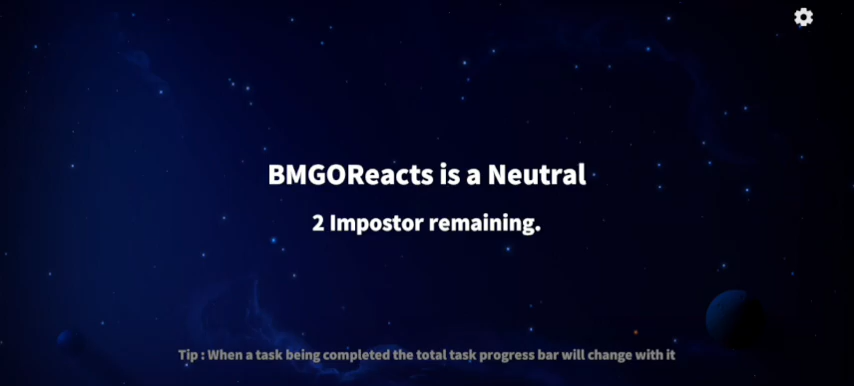 BMGOReacts is a Neutral
2 Impostor remaining.
Tip : When a task being completed the total task progress bar will change with it